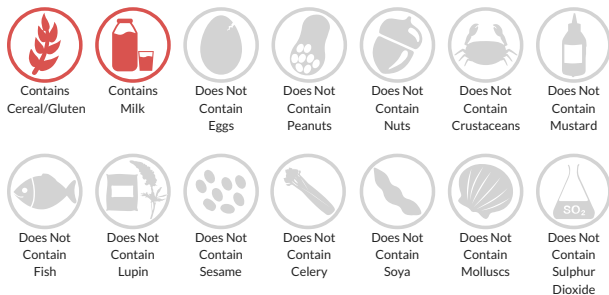 Contains
Cereal/Gluten
Contains
Milk
Does Not
Contain
Eggs
Does Not
Contain
Peanuts
Does Not
Contain
Nuts
Does Not
Contain
Crustaceans
Does Not
Contain
Mustard
Does Not
Contain
Fish
Does Not
Contain
Lupin
Does Not
Contain
Sesame
Does Not
Contain
Celery
Does Not
Contain
Soya
Does Not
Contain
Molluscs
SO₂
Does Not
Contain
Sulphur
Dioxide